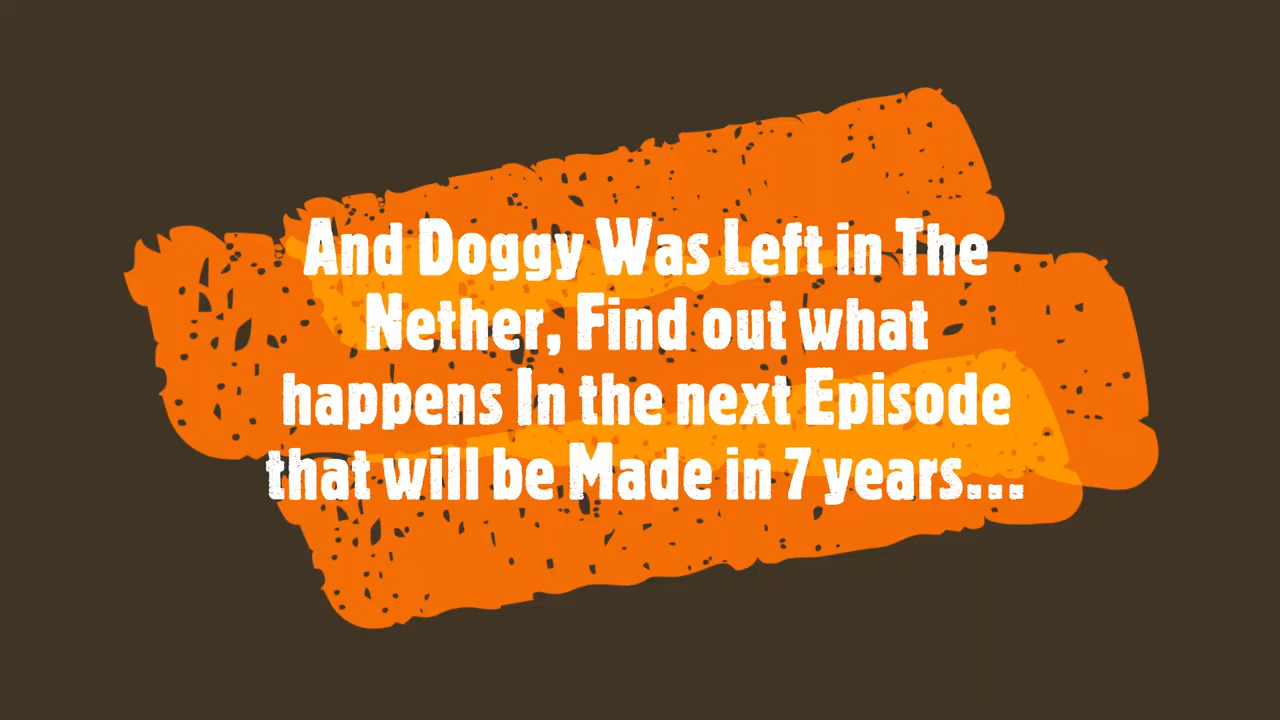 And Doggy Was Left in The
Nether, Find out what
happens In the next Episode
that will be Made in 7 years...